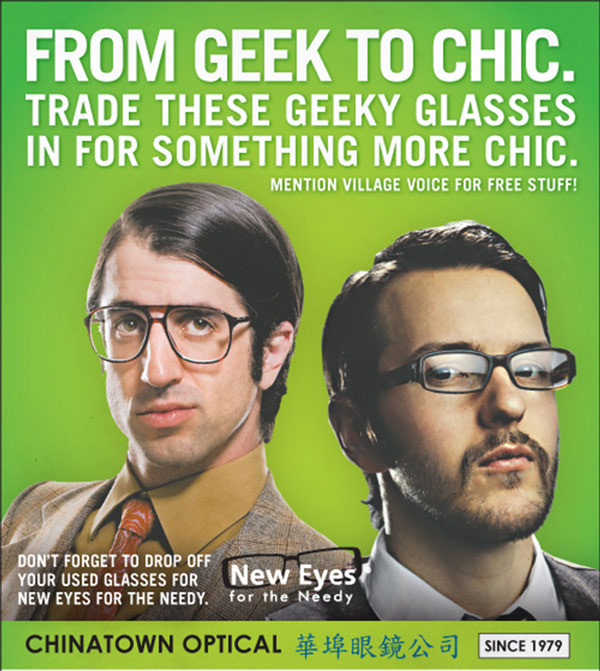 FROM GEEK TO CHIC.
TRADE THESE GEEKY GLASSES
IN FOR SOMETHING MORE CHIC.
MENTION VILLAGE VOICE FOR FREE STUFF!
DON'T FORGET TO DROP OFF
YOUR USED GLASSES FOR
NEW EYES FOR THE NEEDY.
New Eyes
for the Needy
CHINATOWN OPTICAL 華埠眼鏡公司 SINCE 1979